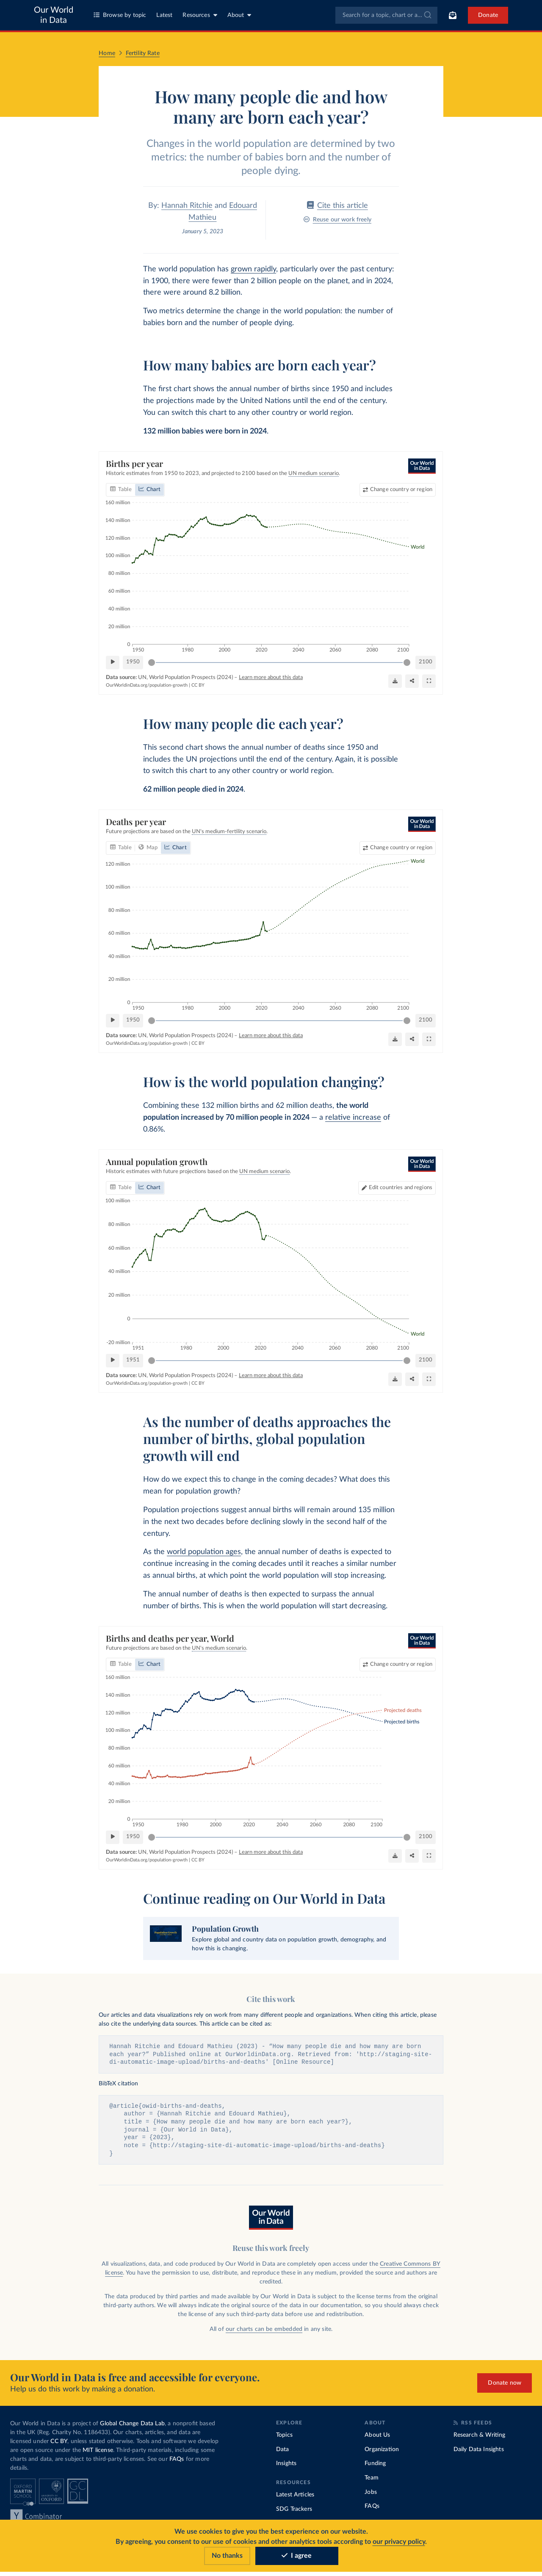 Our World
in Data
Browse by topic
Latest
Resources
About
Search for a topic, chart or a...
Donate
Home > Fertility Rate
How many people die and how
many are born each year?
Changes in the world population are determined by two
metrics: the number of babies born and the number of
people dying.
By: Hannah Ritchie and Edouard
Mathieu
January 5, 2023
Cite this article
Reuse our work freely
The world population has grown rapidly, particularly over the past century:
in 1900, there were fewer than 2 billion people on the planet, and in 2024,
there were around 8.2 billion.
Two metrics determine the change in the world population: the number of
babies born and the number of people dying.
How many babies are born each year?
The first chart shows the annual number of births since 1950 and includes
the projections made by the United Nations until the end of the century.
You can switch this chart to any other country or world region.
132 million babies were born in 2024.
Births per year
Historic estimates from 1950 to 2023, and projected to 2100 based on the UN medium scenario.
Our World
in Data
Table
Chart
Change country or region
160 million
140 million
120 million
100 million
80 million
60 million
40 million
20 million
0
World
1950 1980 2000 2020 2040 2060 2080 2100
1950
2100
Data source: UN, World Population Prospects (2024) – Learn more about this data
OurWorldinData.org/population-growth | CC BY
How many people die each year?
This second chart shows the annual number of deaths since 1950 and
includes the UN projections until the end of the century. Again, it is possible
to switch this chart to any other country or world region.
62 million people died in 2024.
Deaths per year
Future projections are based on the UN's medium-fertility scenario.
Our World
in Data
Table
Map
Chart
Change country or region
120 million
100 million
80 million
60 million
40 million
20 million
0
World
1950 1980 2000 2020 2040 2060 2080 2100
1950
2100
Data source: UN, World Population Prospects (2024) – Learn more about this data
OurWorldinData.org/population-growth | CC BY
How is the world population changing?
Combining these 132 million births and 62 million deaths, the world
population increased by 70 million people in 2024 — a relative increase of
0.86%.
Annual population growth
Historic estimates with future projections based on the UN medium scenario.
Our World
in Data
Table
Chart
Edit countries and regions
100 million
80 million
60 million
40 million
20 million
0
-20 million
World
1951 1980 2000 2020 2040 2060 2080 2100
1951
2100
Data source: UN, World Population Prospects (2024) – Learn more about this data
OurWorldinData.org/population-growth | CC BY
As the number of deaths approaches the
number of births, global population
growth will end
How do we expect this to change in the coming decades? What does this
mean for population growth?
Population projections suggest annual births will remain around 135 million
in the next two decades before declining slowly in the second half of the
century.
As the world population ages, the annual number of deaths is expected to
continue increasing in the coming decades until it reaches a similar number
as annual births, at which point the world population will stop increasing.
The annual number of deaths is then expected to surpass the annual
number of births. This is when the world population will start decreasing.
Births and deaths per year, World
Future projections are based on the UN's medium scenario.
Our World
in Data
Table
Chart
Change country or region
160 million
140 million
120 million
100 million
80 million
60 million
40 million
20 million
0
Projected deaths
Projected births
1950 1980 2000 2020 2040 2060 2080 2100
1950
2100
Data source: UN, World Population Prospects (2024) – Learn more about this data
OurWorldinData.org/population-growth | CC BY
Continue reading on Our World in Data
Population Growth
Explore global and country data on population growth, demography, and
how this is changing.
Cite this work
Our articles and data visualizations rely on work from many different people and organizations. When citing this article, please
also cite the underlying data sources. This article can be cited as:
Hannah Ritchie and Edouard Mathieu (2023) - "How many people die and how many are born
each year?" Published online at OurWorldinData.org. Retrieved from: 'http://staging-site-
di-automatic-image-upload/births-and-deaths' [Online Resource]
BibTeX citation
@article{owid-births-and-deaths,
author = {Hannah Ritchie and Edouard Mathieu},
title = {How many people die and how many are born each year?},
journal = {Our World in Data},
year = {2023},
note = {http://staging-site-di-automatic-image-upload/births-and-deaths}
}
Our World
in Data
Reuse this work freely
All visualizations, data, and code produced by Our World in Data are completely open access under the Creative Commons BY
license. You have the permission to use, distribute, and reproduce these in any medium, provided the source and authors are
credited.
The data produced by third parties and made available by Our World in Data is subject to the license terms from the original
third-party authors. We will always indicate the original source of the data in our documentation, so you should always check
the license of any such third-party data before use and redistribution.
All of our charts can be embedded in any site.
Our World in Data is free and accessible for everyone.
Help us do this work by making a donation.
Donate now
Our World in Data is a project of Global Change Data Lab, a nonprofit based
in the UK (Reg. Charity No. 1186433). Our charts, articles, and data are
licensed under CC BY, unless stated otherwise. Tools and software we develop
are open source under the MIT license. Third-party materials, including some
charts and data, are subject to third-party licenses. See our FAQs for more
details.
OXFORD
MARTIN
SCHOOL
UNIVERSITY OF
OXFORD
GC
DL
Y Combinator
EXPLORE
Topics
Data
Insights
RESOURCES
Latest Articles
SDG Trackers
ABOUT
About Us
Organization
Funding
Team
Jobs
FAQs
RSS FEEDS
Research & Writing
Daily Data Insights
We use cookies to give you the best experience on our website.
By agreeing, you consent to our use of cookies and other analytics tools according to our privacy policy.
No thanks
I agree